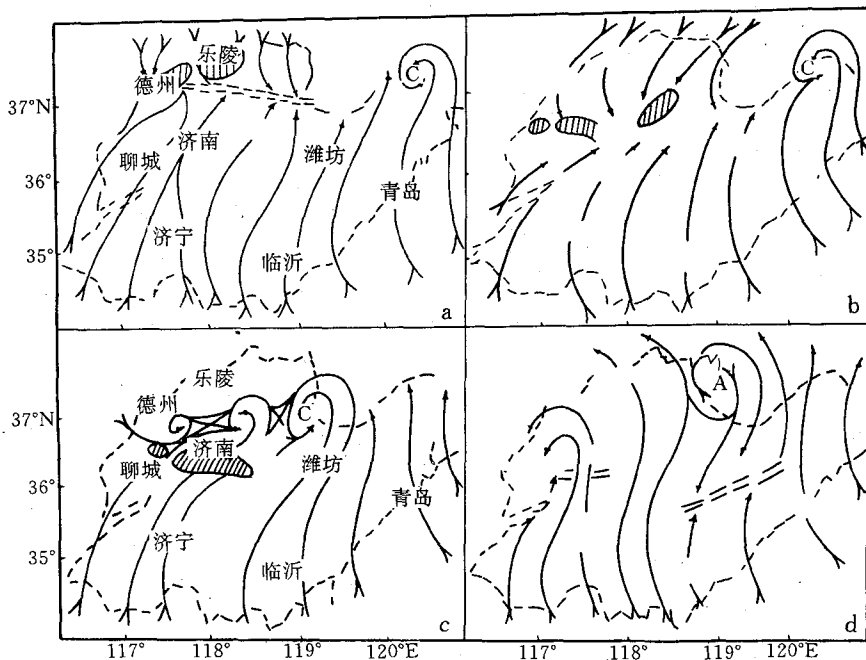 乐陵
德州
C
37°N
济南
聊城
潍坊
36°
青岛
济宁
35°
临沂
a
C
b
乐陵
德州
37°N
C
济南
聊城
潍坊
36°
青岛
济宁
35°
临沂
c
A
d
117° 118° 119° 120°E
117° 118° 119° 120°E